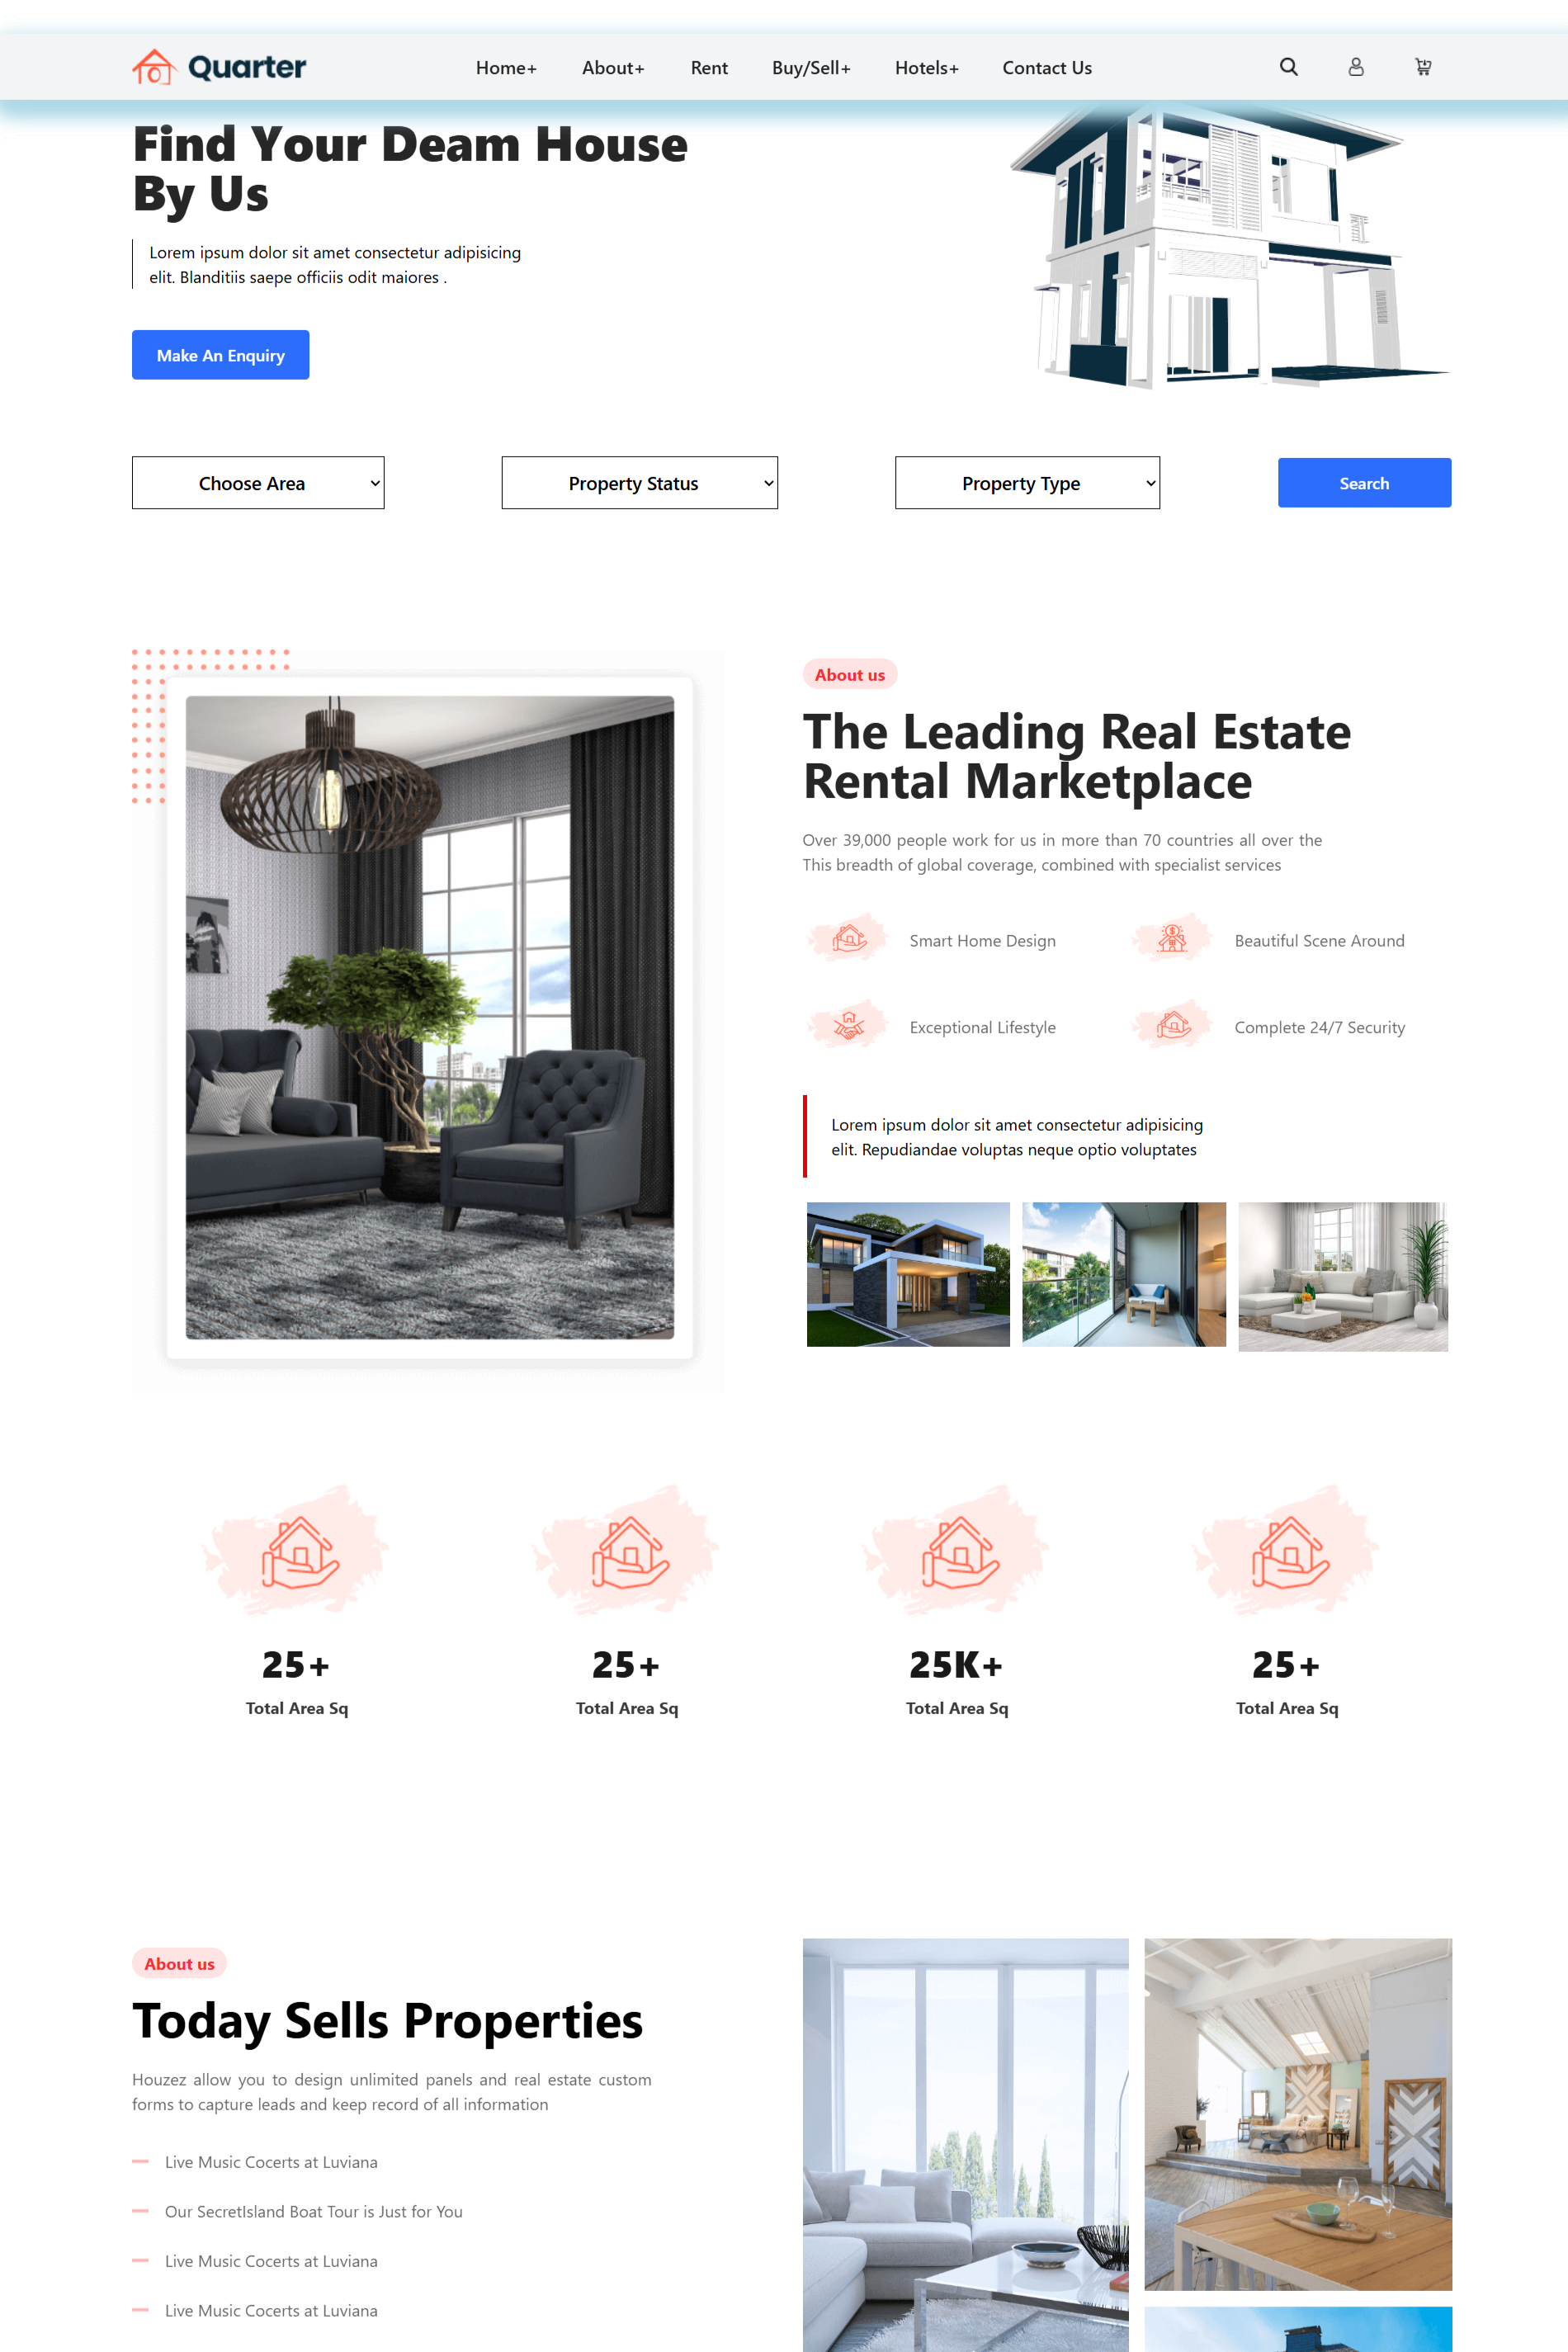 Quarter
Home+ About+ Rent Buy/Sell+ Hotels+ Contact Us
Find Your Deam House
By Us
Lorem ipsum dolor sit amet consectetur adipisicing
elit. Blanditiis saepe officiis odit maiores .
Make An Enquiry
Choose Area Property Status Property Type Search
About us
The Leading Real Estate
Rental Marketplace
Over 39,000 people work for us in more than 70 countries all over the
This breadth of global coverage, combined with specialist services
Smart Home Design Beautiful Scene Around
Exceptional Lifestyle Complete 24/7 Security
Lorem ipsum dolor sit amet consectetur adipisicing
elit. Repudiandae voluptas neque optio voluptates
25+ 25+ 25K+ 25+
Total Area Sq Total Area Sq Total Area Sq Total Area Sq
About us
Today Sells Properties
Houzez allow you to design unlimited panels and real estate custom
forms to capture leads and keep record of all information
Live Music Cocerts at Luviana
Our SecretIsland Boat Tour is Just for You
Live Music Cocerts at Luviana
Live Music Cocerts at Luviana